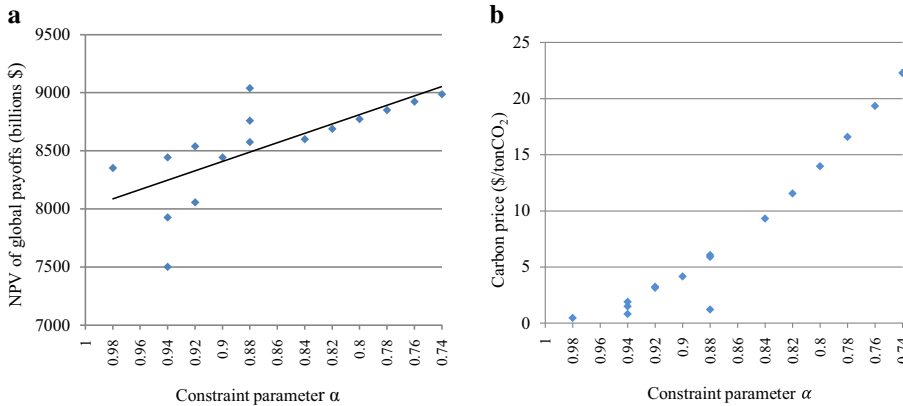 a
NPV of global payoffs (billions $)
9500
9000
8500
8000
7500
7000
1 0.98 0.96 0.94 0.92 0.9 0.88 0.86 0.84 0.82 0.8 0.78 0.76 0.74
Constraint parameter α
b
Carbon price ($/tonCO₂)
25
20
15
10
5
0
1 0.98 0.96 0.94 0.92 0.9 0.88 0.86 0.84 0.82 0.8 0.78 0.76 0.74
Constraint parameter α